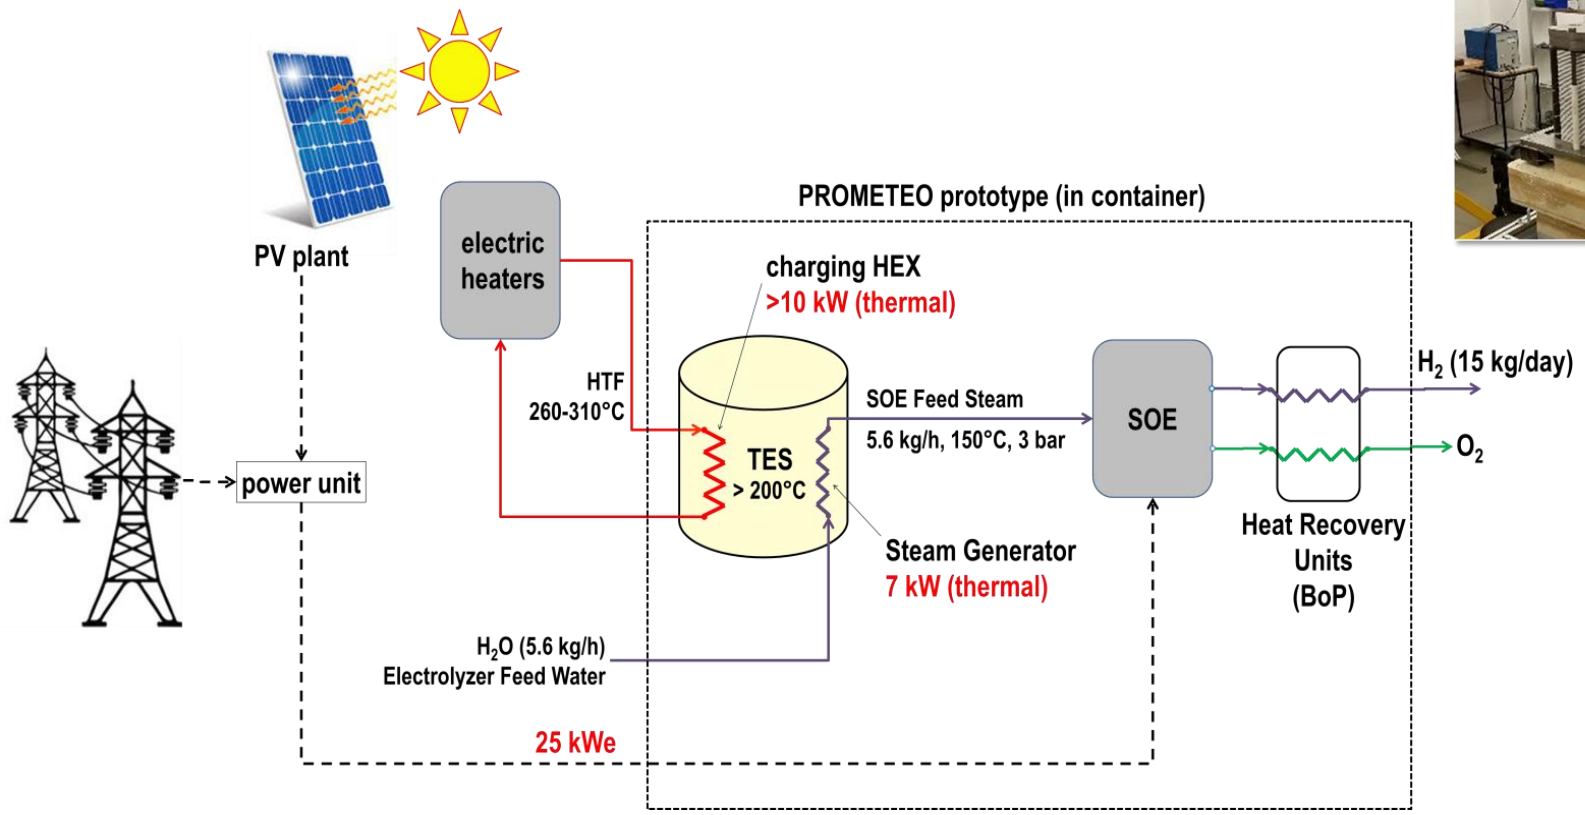 PROMETEO prototype (in container)
PV plant
electric
heaters
charging HEX
>10 kW (thermal)
HTF
260-310°C
TES
> 200°C
SOE Feed Steam
5.6 kg/h, 150°C, 3 bar
SOE
H₂ (15 kg/day)
O₂
power unit
Steam Generator
7 kW (thermal)
Heat Recovery
Units
(BoP)
H₂O (5.6 kg/h)
Electrolyzer Feed Water
25 kWe